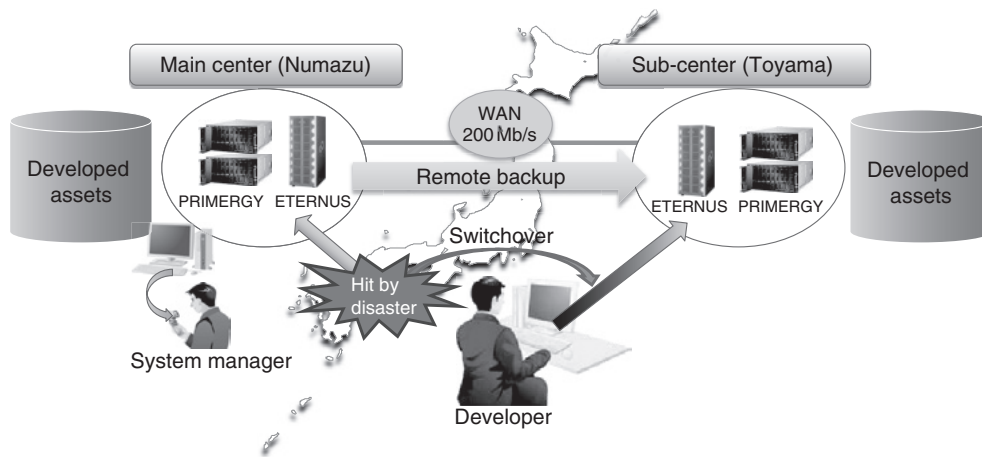 Main center (Numazu)
Sub-center (Toyama)
WAN
200 Mb/s
Developed
assets
PRIMERGY
ETERNUS
Remote backup
ETERNUS
PRIMERGY
Developed
assets
Switchover
Hit by
disaster
System manager
Developer